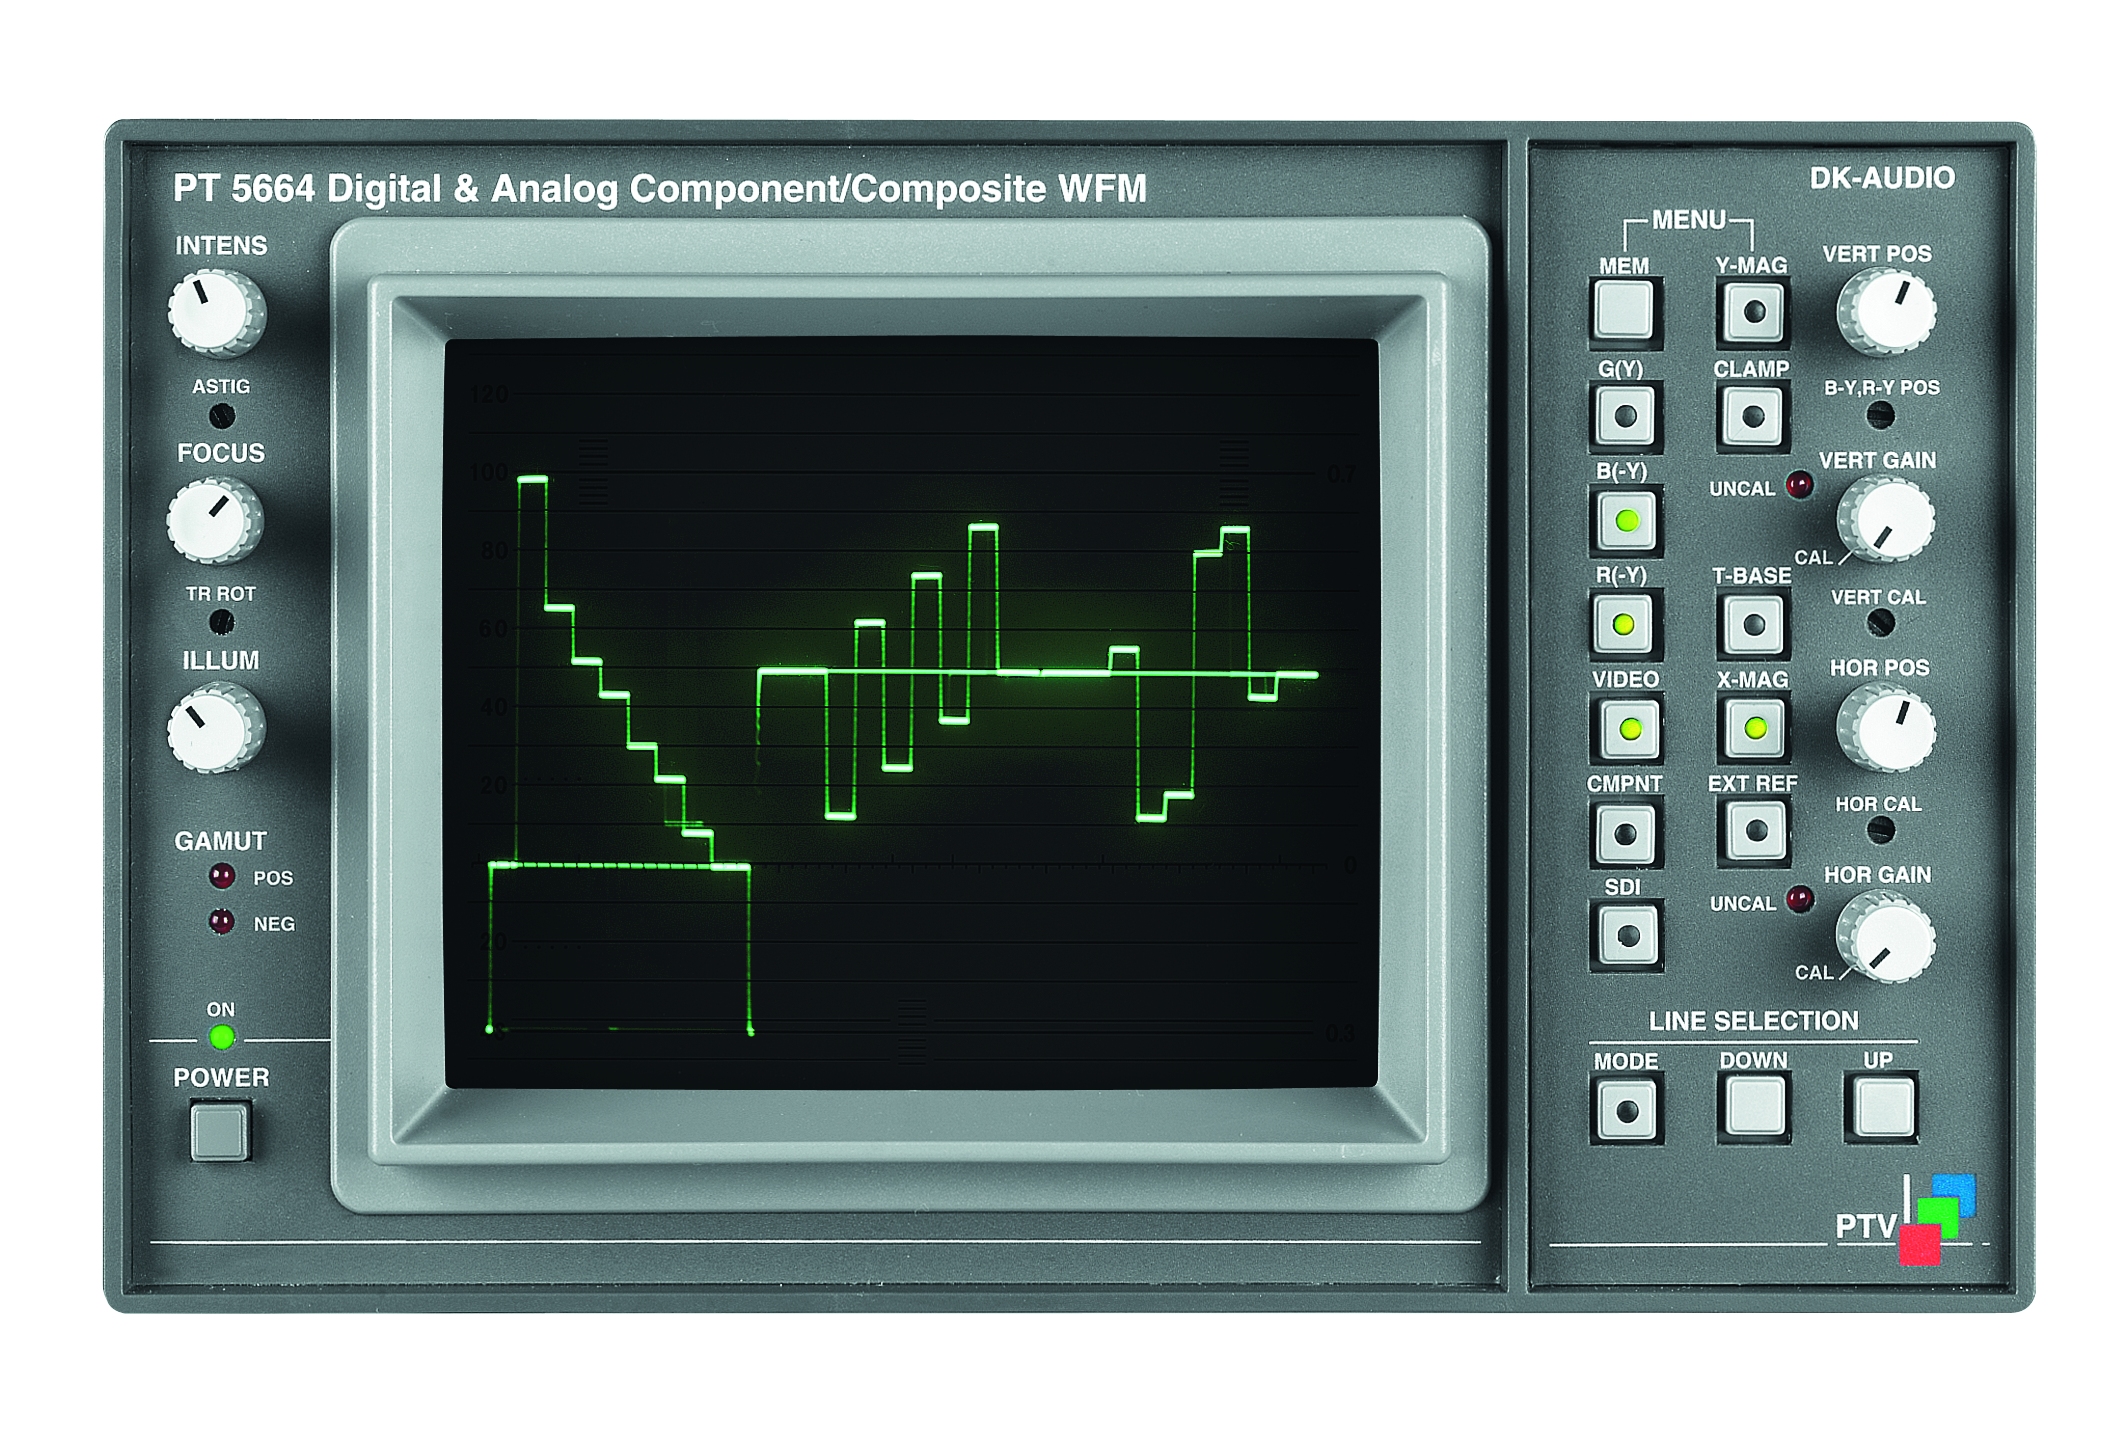 PT 5664 Digital & Analog Component/Composite WFM
DK-AUDIO
INTENS
ASTIG
FOCUS
TR ROT
ILLUM
GAMUT
POS
NEG
ON
POWER
120
100
80
60
40
20
20
0.7
0
0.3
MENU
MEM
Y-MAG
VERT POS
G(Y)
CLAMP
B-Y,R-Y POS
B(-Y)
VERT GAIN
UNCAL
CAL
R(-Y)
T-BASE
VERT CAL
HOR POS
VIDEO
X-MAG
CMPNT
EXT REF
HOR CAL
SDI
HOR GAIN
UNCAL
CAL
LINE SELECTION
MODE
DOWN
UP
PTV